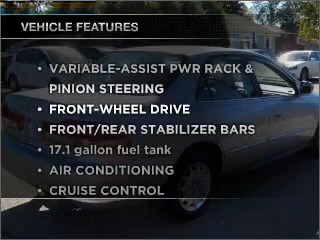 VEHICLE FEATURES
• VARIABLE-ASSIST PWR RACK &
PINION STEERING
• FRONT-WHEEL DRIVE
• FRONT/REAR STABILIZER BARS
• 17.1 gallon fuel tank
• AIR CONDITIONING
• CRUISE CONTROL